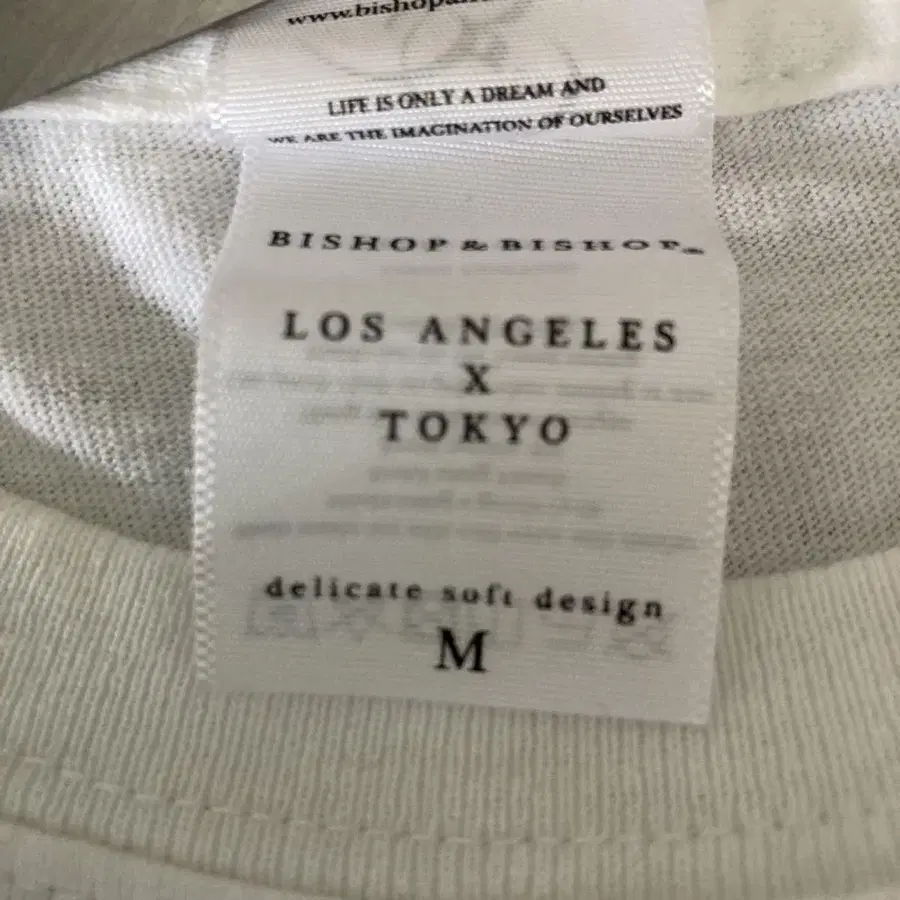 LIFE IS ONLY A DREAM AND
WE ARE THE IMAGINATION OF OURSELVES
BISHOP & BISHOP
LOS ANGELES
X
TOKYO
delicate soft design
M